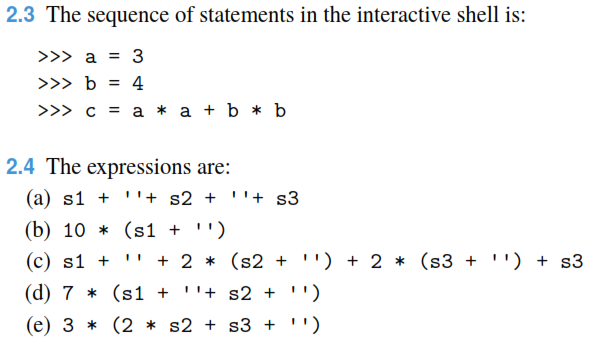 2.3 The sequence of statements in the interactive shell is:
>>> a = 3
>>> b = 4
>>> c = a * a + b * b
2.4 The expressions are:
(a) s1 + ''+ s2 + ''+ s3
(b) 10 * (s1 + '')
(c) s1 + '' + 2 * (s2 + '') + 2 * (s3 + '') + s3
(d) 7 * (s1 + ''+ s2 + '')
(e) 3 * (2 * s2 + s3 + '')